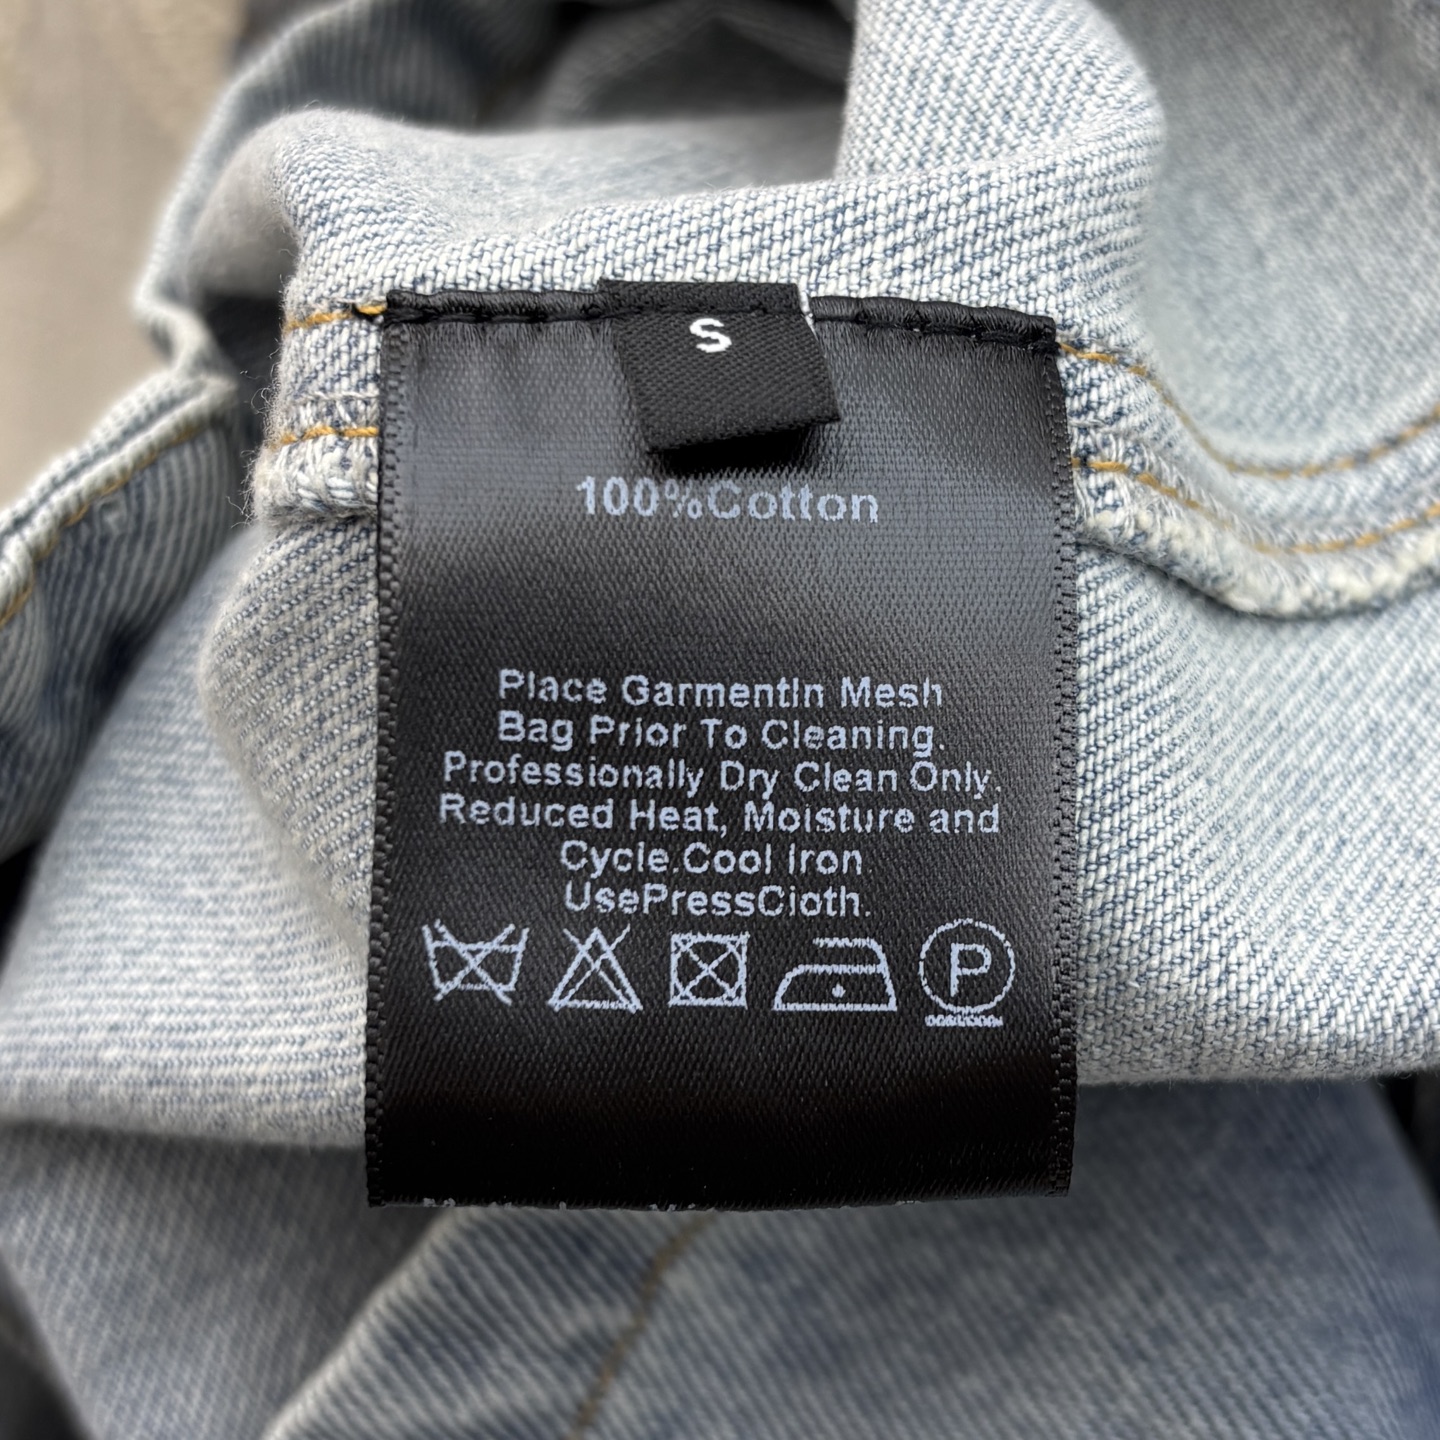 S
100%Cotton
Place GarmentIn Mesh
Bag Prior To Cleaning.
Professionally Dry Clean Only.
Reduced Heat, Moisture and
Cycle.Cool Iron
UsePressCloth.
P